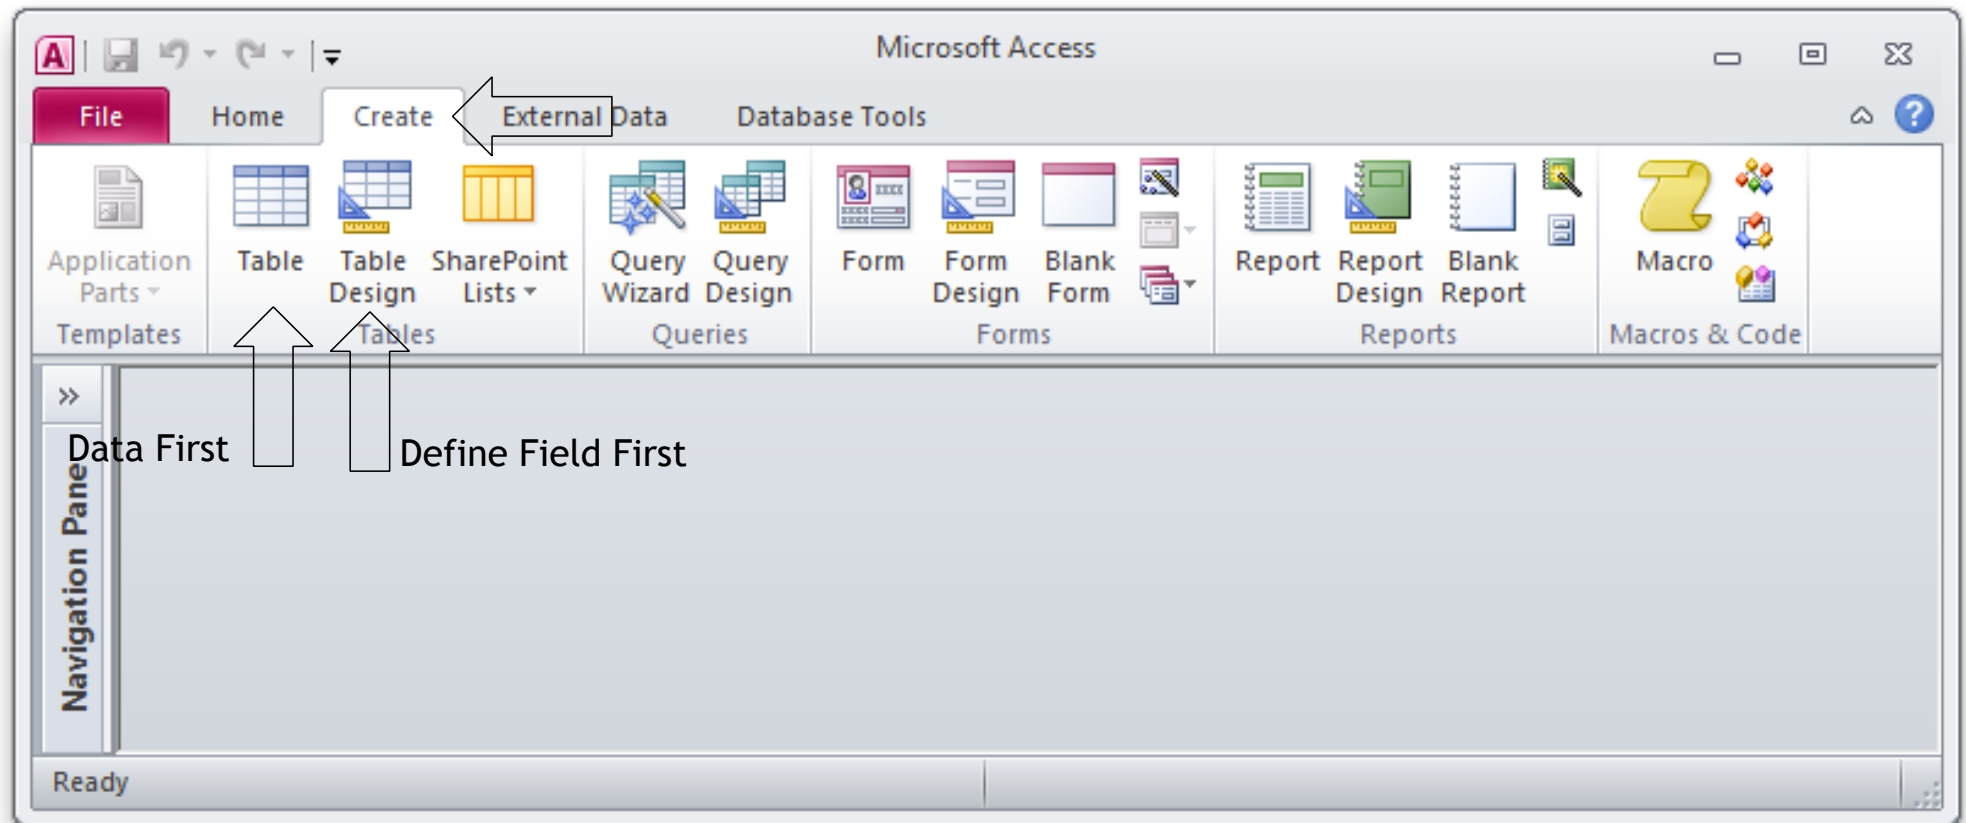 Microsoft Access
File Home Create External Data Database Tools
Application Parts
Table
Table Design
SharePoint Lists
Query Wizard
Query Design
Form
Form Design
Blank Form
Report
Report Design
Blank Report
Macro
Templates Tables Queries Forms Reports Macros & Code
Data First
Define Field First
Navigation Pane
Ready